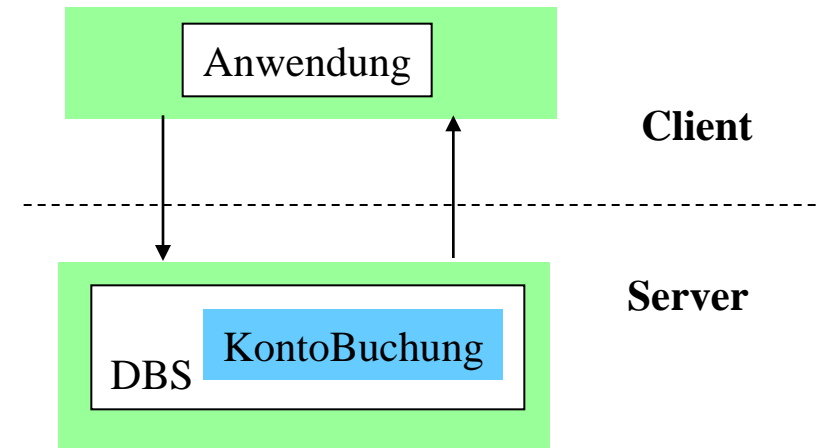 Anwendung
Client
Server
KontoBuchung
DBS